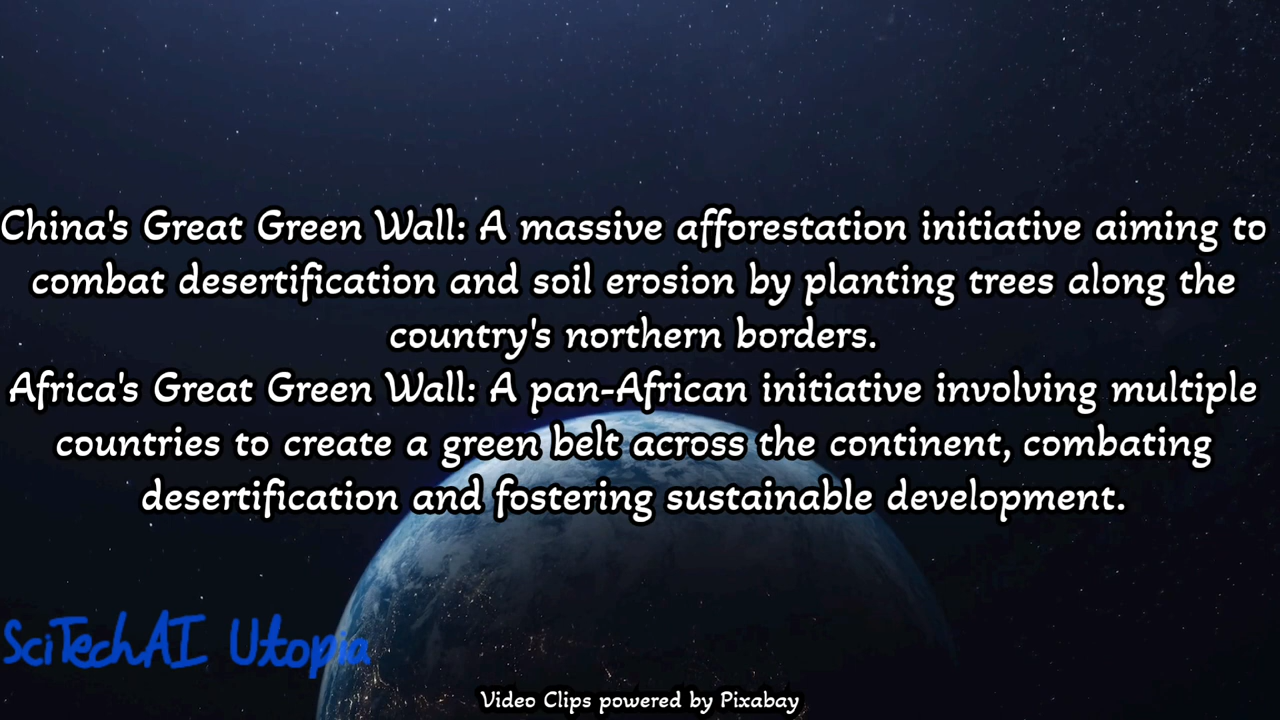 China's Great Green Wall: A massive afforestation initiative aiming to
combat desertification and soil erosion by planting trees along the
country's northern borders.
Africa's Great Green Wall: A pan-African initiative involving multiple
countries to create a green belt across the continent, combating
desertification and fostering sustainable development.
SciTechAI Utopia
Video Clips powered by Pixabay